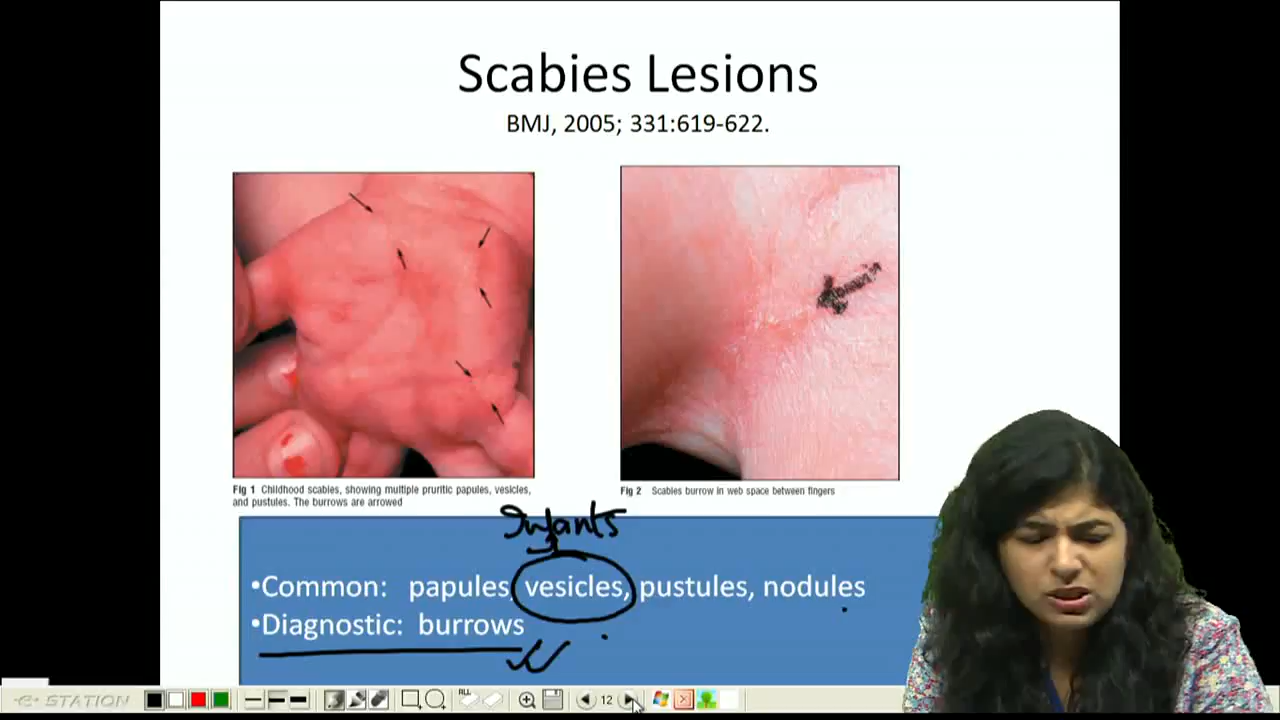 Scabies Lesions
BMJ, 2005; 331:619-622.
Fig 1 Childhood scabies, showing multiple pruritic papules, vesicles,
and pustules. The burrows are arrowed
Fig 2 Scabies burrow in web space between fingers
Infants
•Common: papules, vesicles, pustules, nodules
•Diagnostic: burrows
STATION
ALL
12